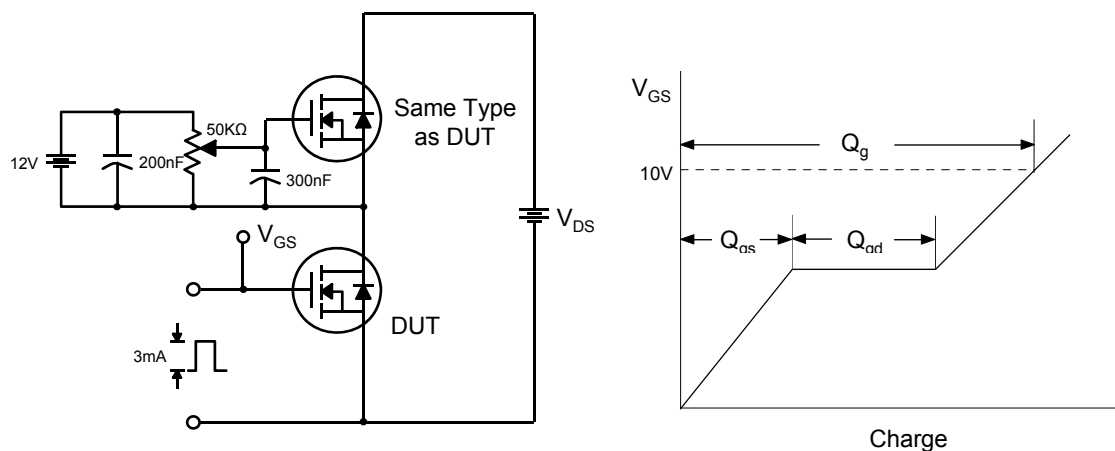 Same Type
as DUT
50KΩ
12V
200nF
300nF
V_DS
V_GS
DUT
3mA
V_GS
Q_g
10V
Q_gs
Q_gd
Charge